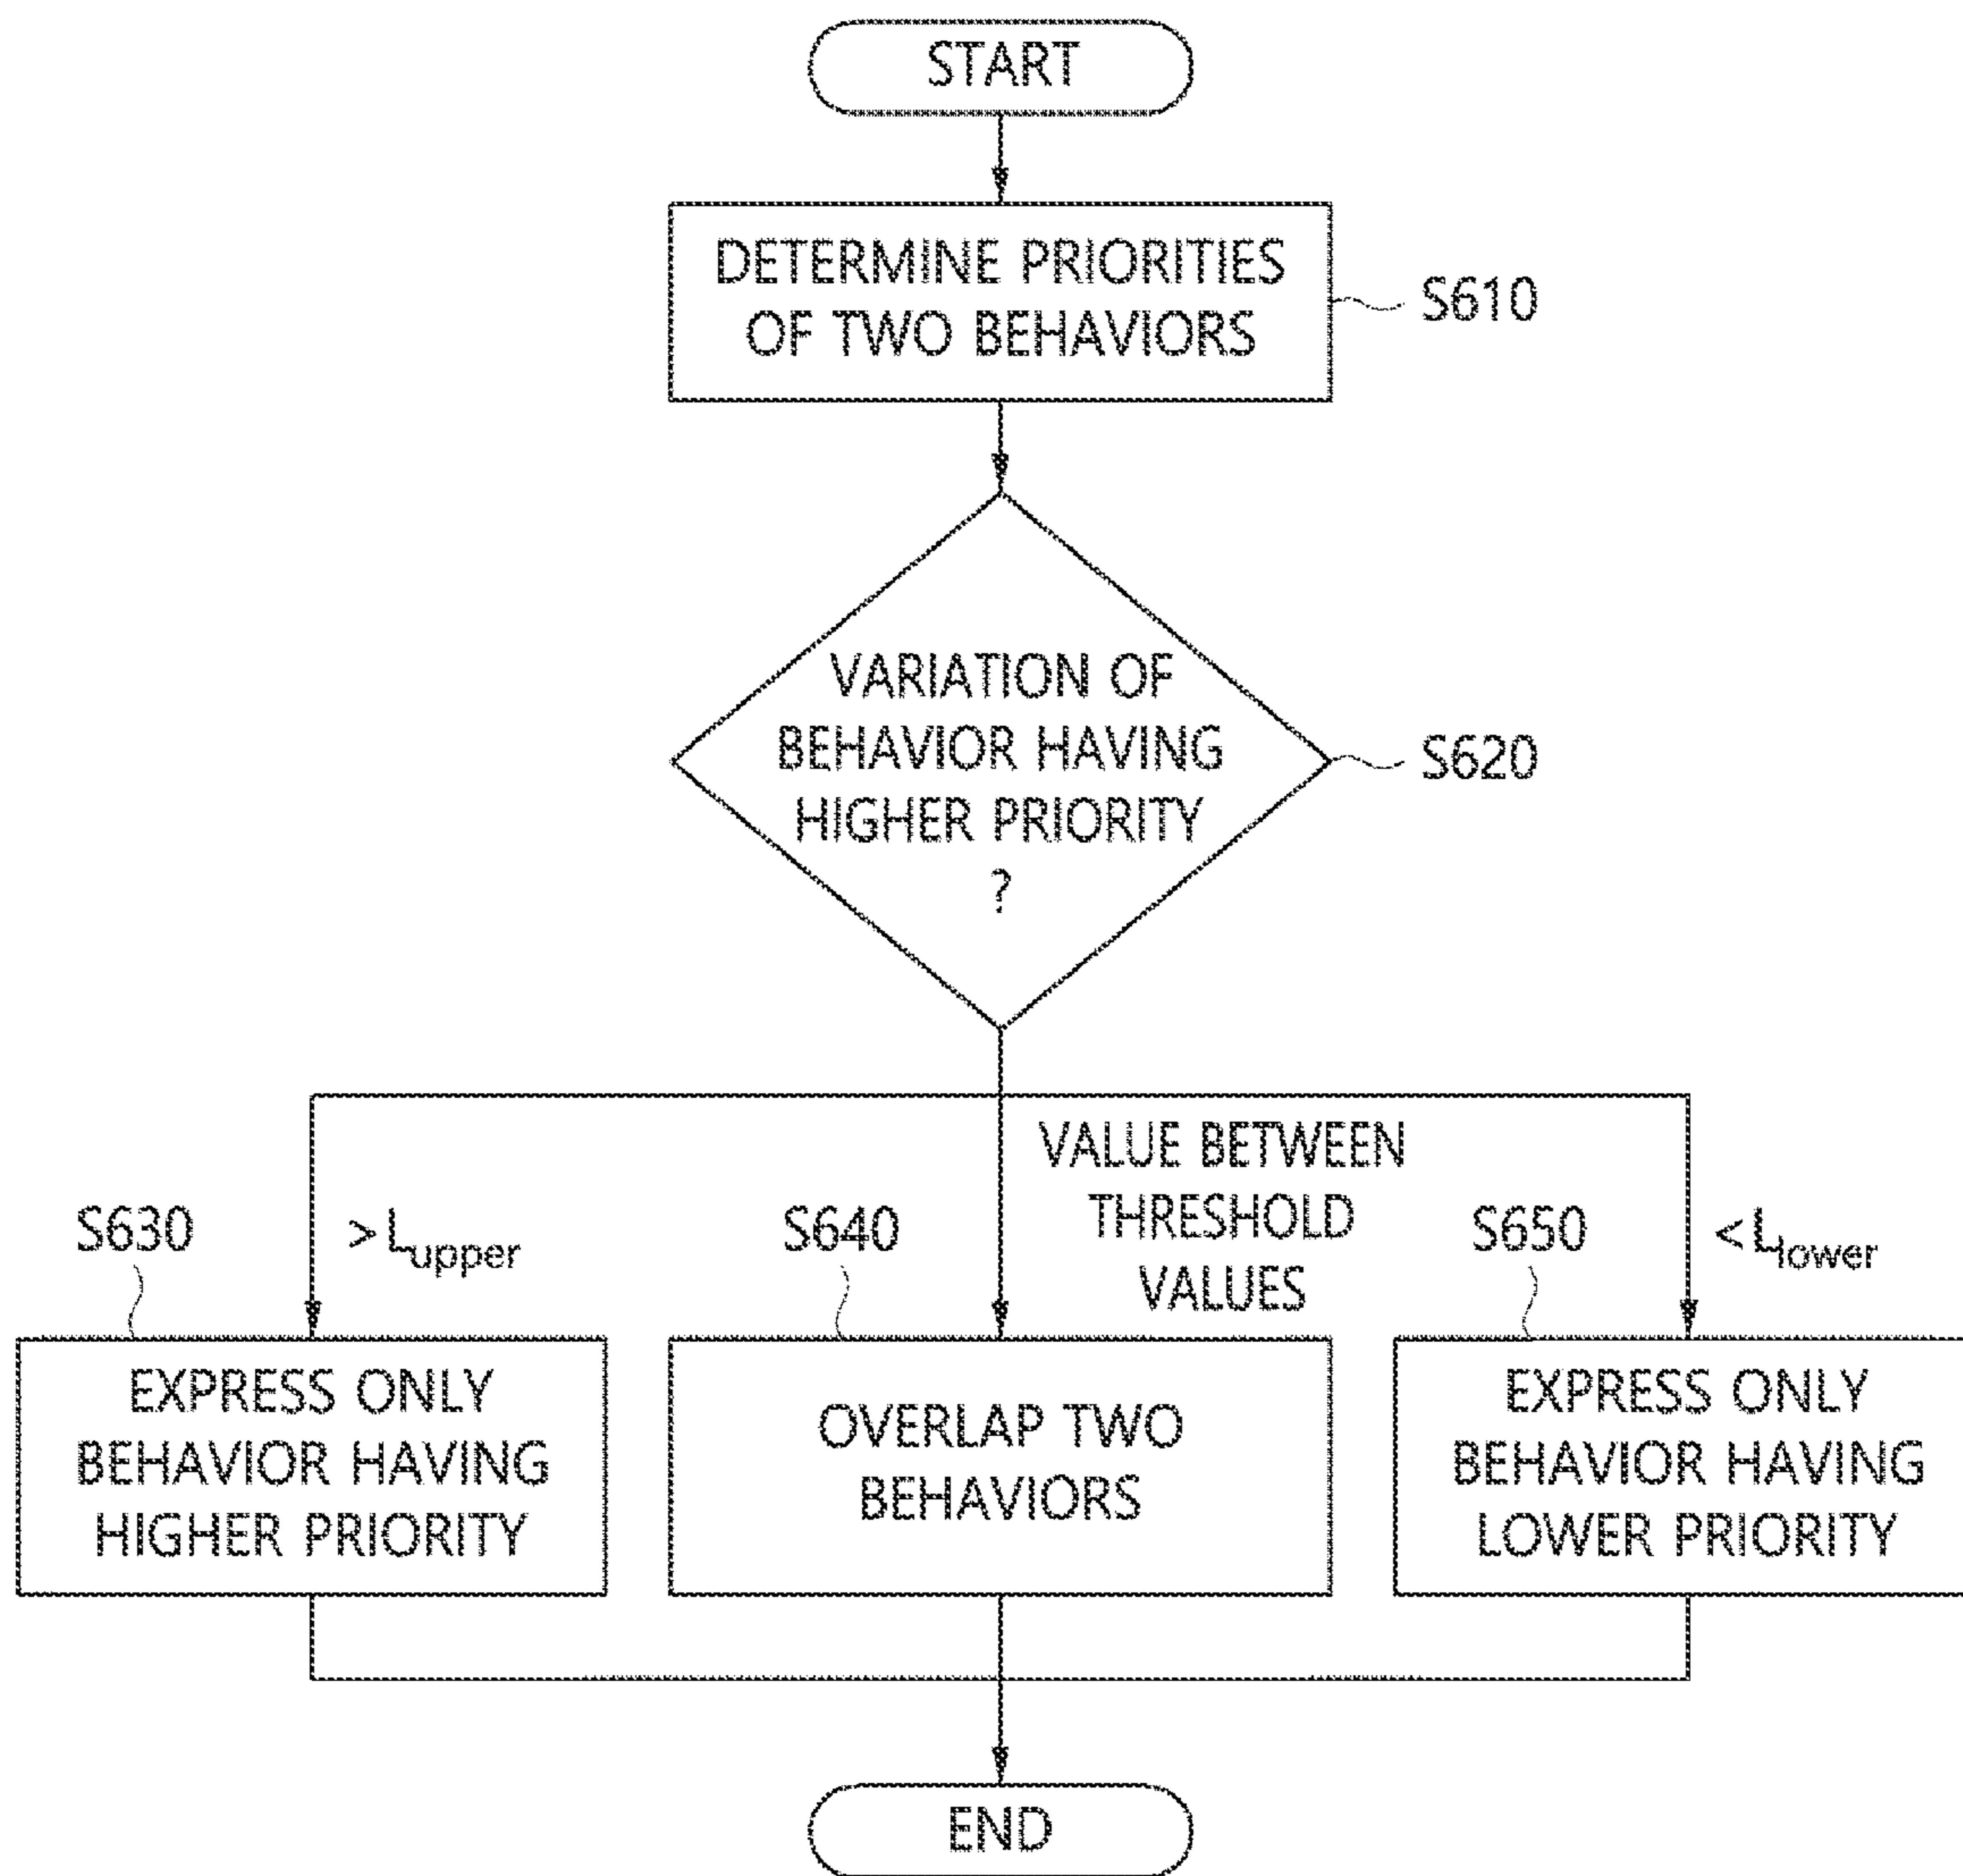 START
DETERMINE PRIORITIES
OF TWO BEHAVIORS
S610
VARIATION OF
BEHAVIOR HAVING
HIGHER PRIORITY
?
S620
VALUE BETWEEN
THRESHOLD
VALUES
S630
> Lupper
S640
S650
< Llower
EXPRESS ONLY
BEHAVIOR HAVING
HIGHER PRIORITY
OVERLAP TWO
BEHAVIORS
EXPRESS ONLY
BEHAVIOR HAVING
LOWER PRIORITY
END